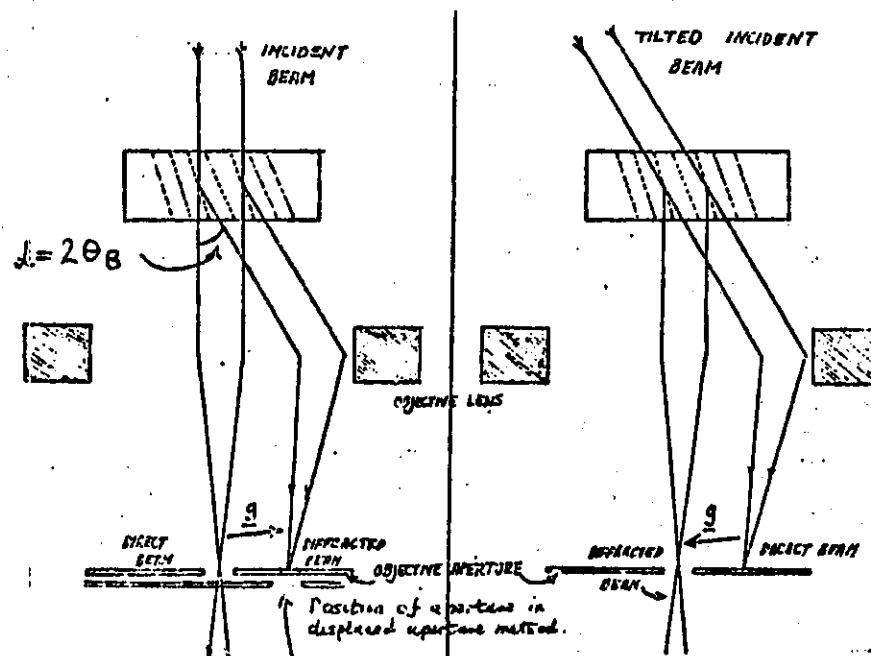 INCIDENT
BEAM
TILTED INCIDENT
BEAM
= 2θB
OBJECTIVE LENS
g
DIRECT
BEAM
DIFFRACTED
BEAM
OBJECTIVE APERTURE
Position of aperture in
displaced aperture method.
g
DIFFRACTED
BEAM
DIRECT BEAM